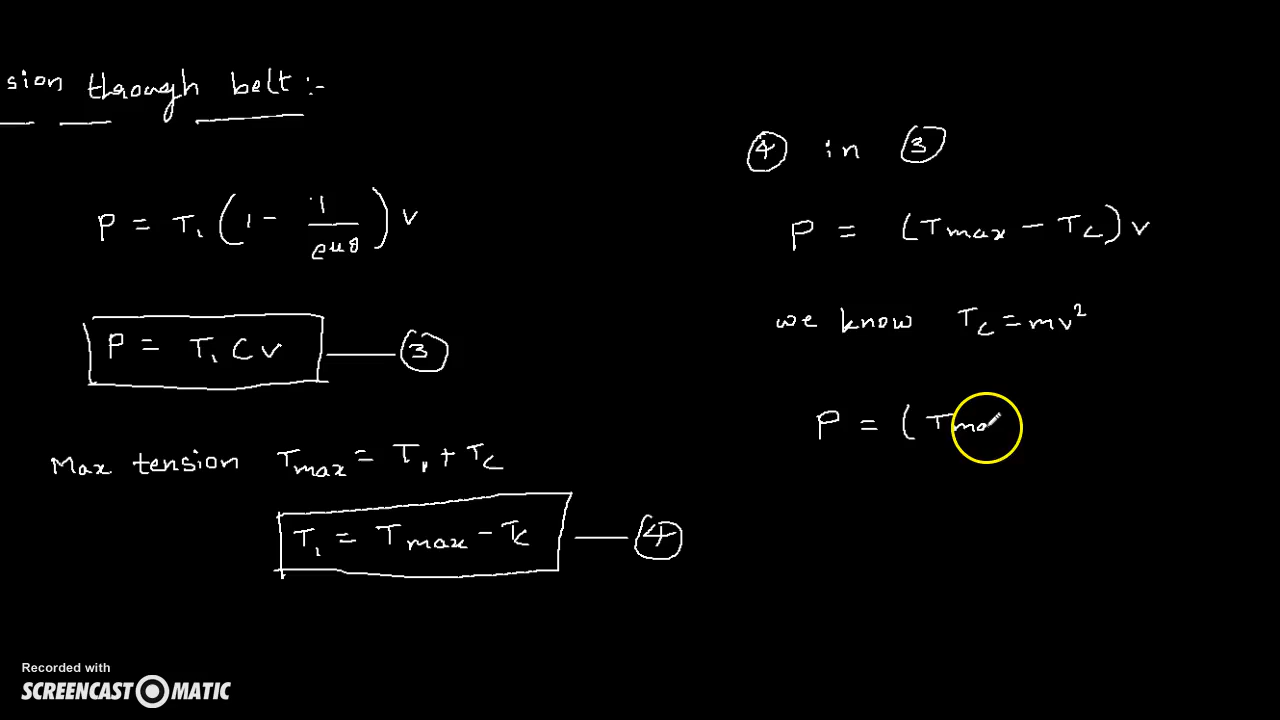 sion through belt :-
P = T₁ (1 - 1/e^μθ) v
P = T₁ C v — ③
Max tension Tmax = T₁ + Tc
T₁ = Tmax - Tc — ④
④ in ③
P = (Tmax - Tc) v
we know Tc = mv²
P = (Tma
Recorded with
SCREENCAST O MATIC